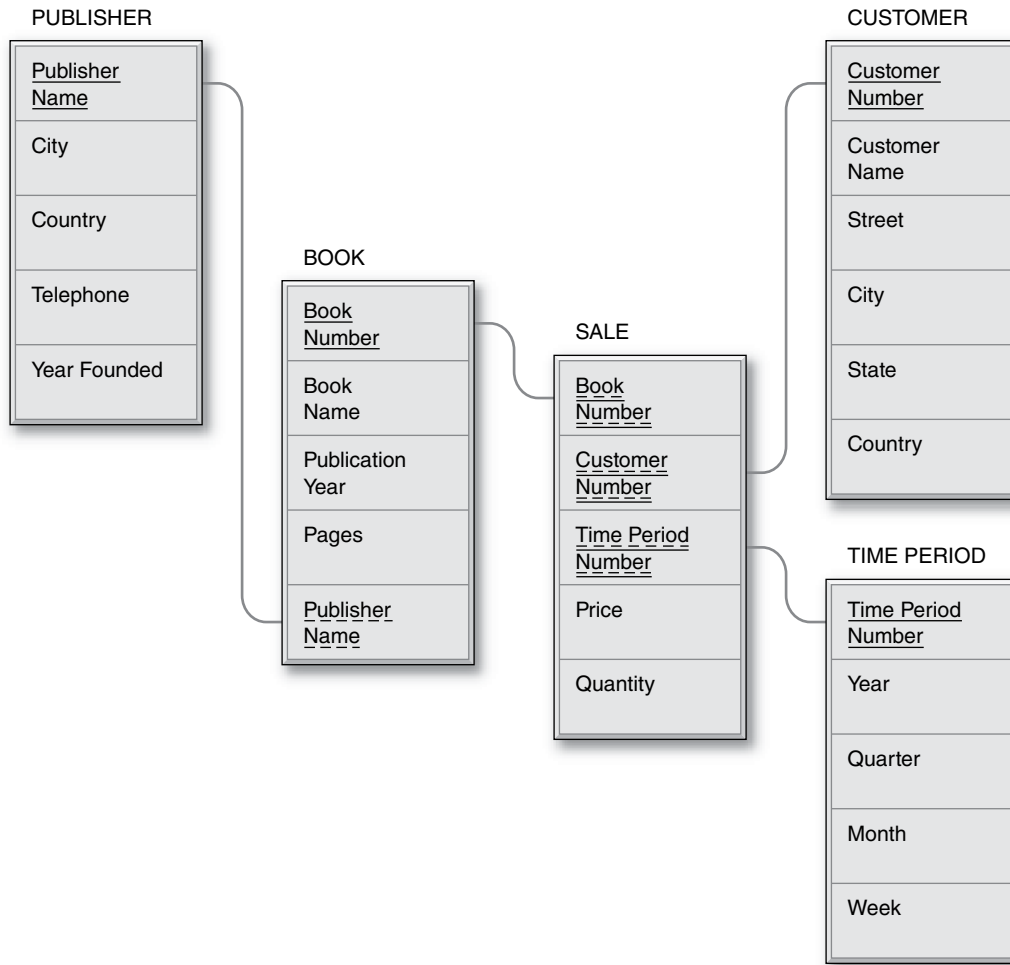 PUBLISHER
Publisher
Name
City
Country
Telephone
Year Founded
BOOK
Book
Number
Book
Name
Publication
Year
Pages
Publisher
Name
SALE
Book
Number
Customer
Number
Time Period
Number
Price
Quantity
CUSTOMER
Customer
Number
Customer
Name
Street
City
State
Country
TIME PERIOD
Time Period
Number
Year
Quarter
Month
Week